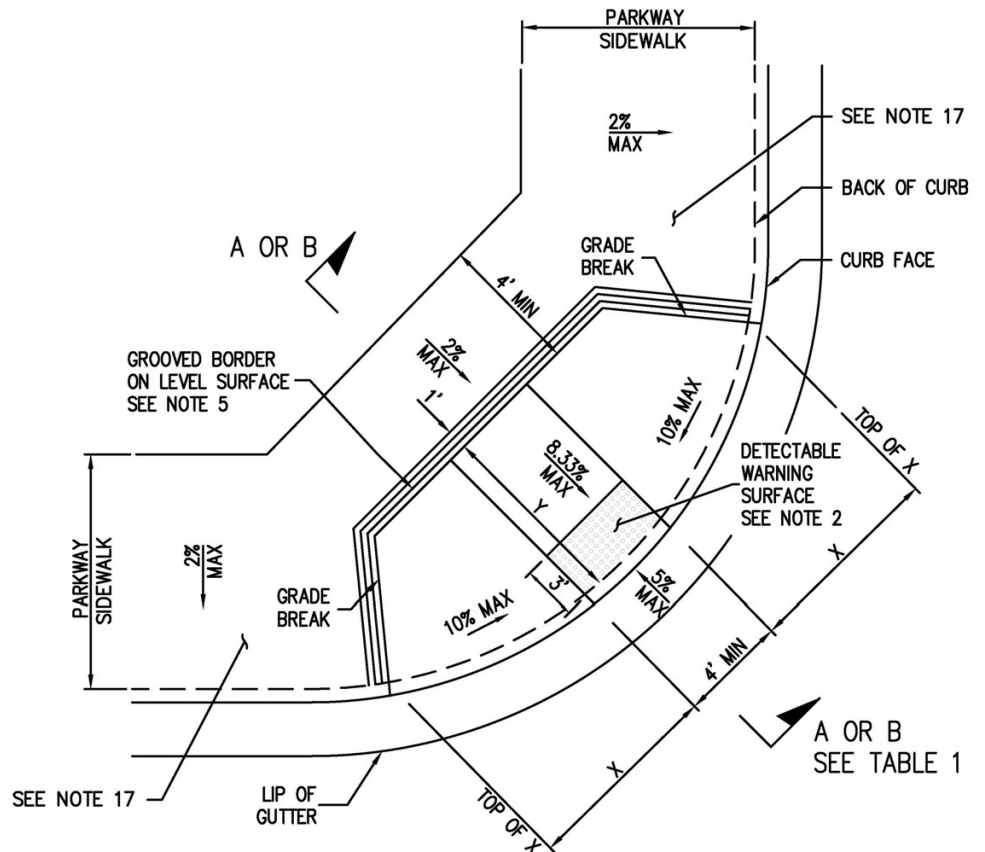 PARKWAY
SIDEWALK
2%
MAX
SEE NOTE 17
BACK OF CURB
A OR B
GRADE
BREAK
CURB FACE
4' MIN
2%
MAX
GROOVED BORDER
ON LEVEL SURFACE
SEE NOTE 5
1'
10% MAX
TOP OF X
8.33%
MAX
DETECTABLE
WARNING
SURFACE
SEE NOTE 2
Y
X
PARKWAY
SIDEWALK
2%
MAX
GRADE
BREAK
3'
5%
MAX
10% MAX
4' MIN
A OR B
SEE TABLE 1
X
SEE NOTE 17
LIP OF
GUTTER
TOP OF X